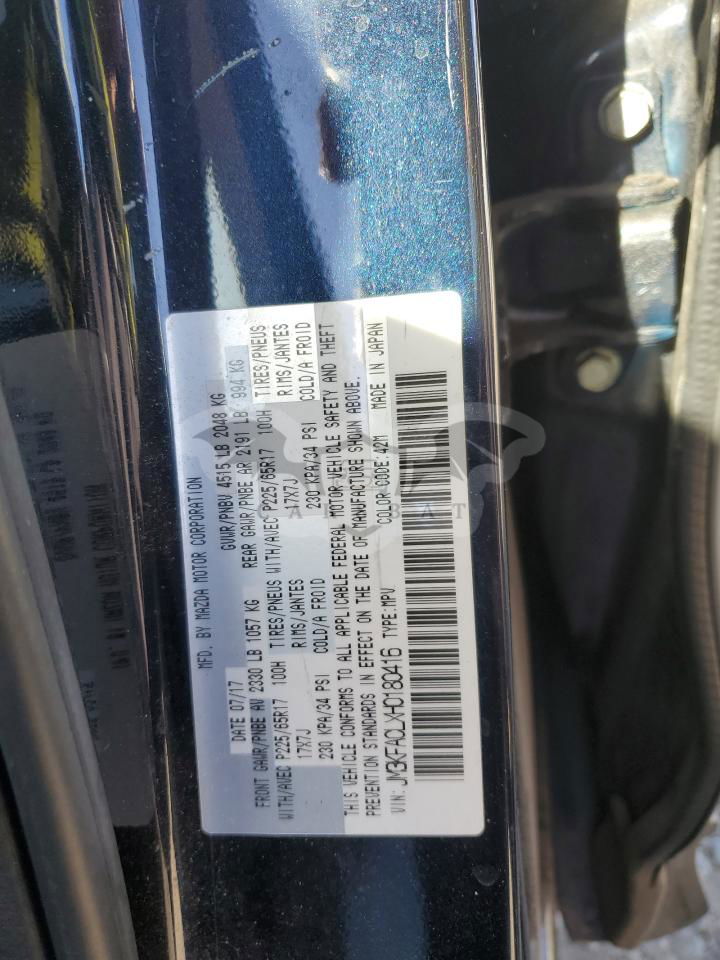 MFD. BY MAZDA MOTOR CORPORATION
DATE 07/17 GVWR/PNBV 4515 LB 2048 KG
FRONT GAWR/PNBE AV 2330 LB 1057 KG REAR GAWR/PNBE AR 2191 LB 994 KG
WITH/AVEC P225/65R17 100H TIRES/PNEUS WITH/AVEC P225/65R17 100H TIRES/PNEUS
17X7J RIMS/JANTES 17X7J RIMS/JANTES
230 KPA/34 PSI COLD/A FROID 230 KPA/34 PSI COLD/A FROID
THIS VEHICLE CONFORMS TO ALL APPLICABLE FEDERAL MOTOR VEHICLE SAFETY AND THEFT
PREVENTION STANDARDS IN EFFECT ON THE DATE OF MANUFACTURE SHOWN ABOVE.
VIN: JM3KFACLXH0180416 TYPE:MPV COLOR CODE:42M MADE IN JAPAN
CARBAT